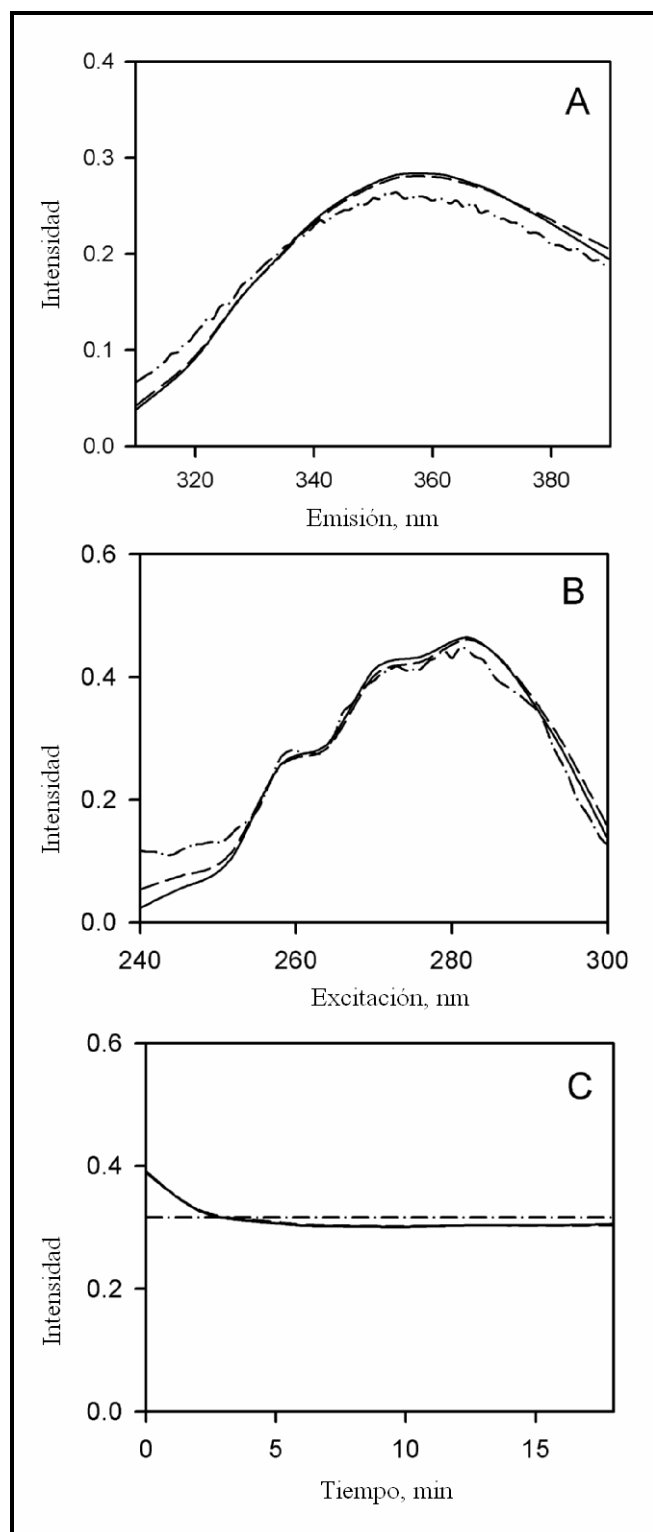 A
0.4
0.3
0.2
0.1
0.0
Intensidad
320 340 360 380
Emisión, nm
B
0.6
0.4
0.2
0.0
Intensidad
240 260 280 300
Excitación, nm
C
0.6
0.4
0.2
0.0
Intensidad
0 5 10 15
Tiempo, min